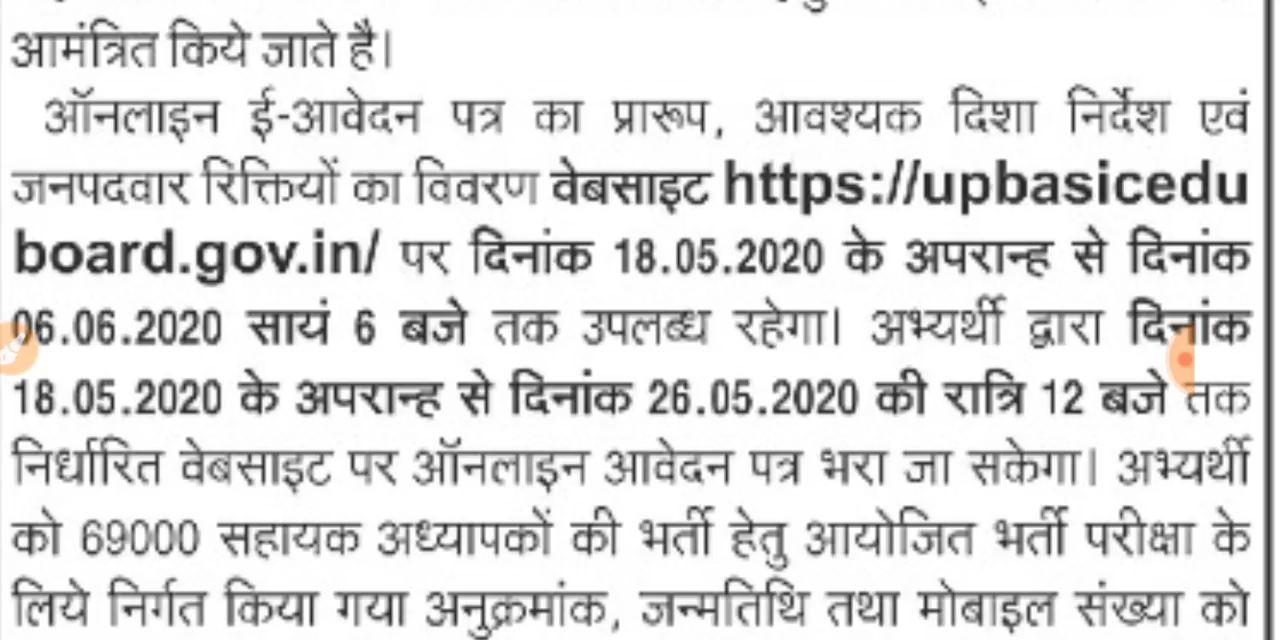 आमंत्रित किये जाते है।
ऑनलाइन ई-आवेदन पत्र का प्रारूप, आवश्यक दिशा निर्देश एवं
जनपदवार रिक्तियों का विवरण वेबसाइट https://upbasicedu
board.gov.in/ पर दिनांक 18.05.2020 के अपरान्ह से दिनांक
06.06.2020 सायं 6 बजे तक उपलब्ध रहेगा। अभ्यर्थी द्वारा दिनांक
18.05.2020 के अपरान्ह से दिनांक 26.05.2020 की रात्रि 12 बजे तक
निर्धारित वेबसाइट पर ऑनलाइन आवेदन पत्र भरा जा सकेगा। अभ्यर्थी
को 69000 सहायक अध्यापकों की भर्ती हेतु आयोजित भर्ती परीक्षा के
लिये निर्गत किया गया अनुक्रमांक, जन्मतिथि तथा मोबाइल संख्या को